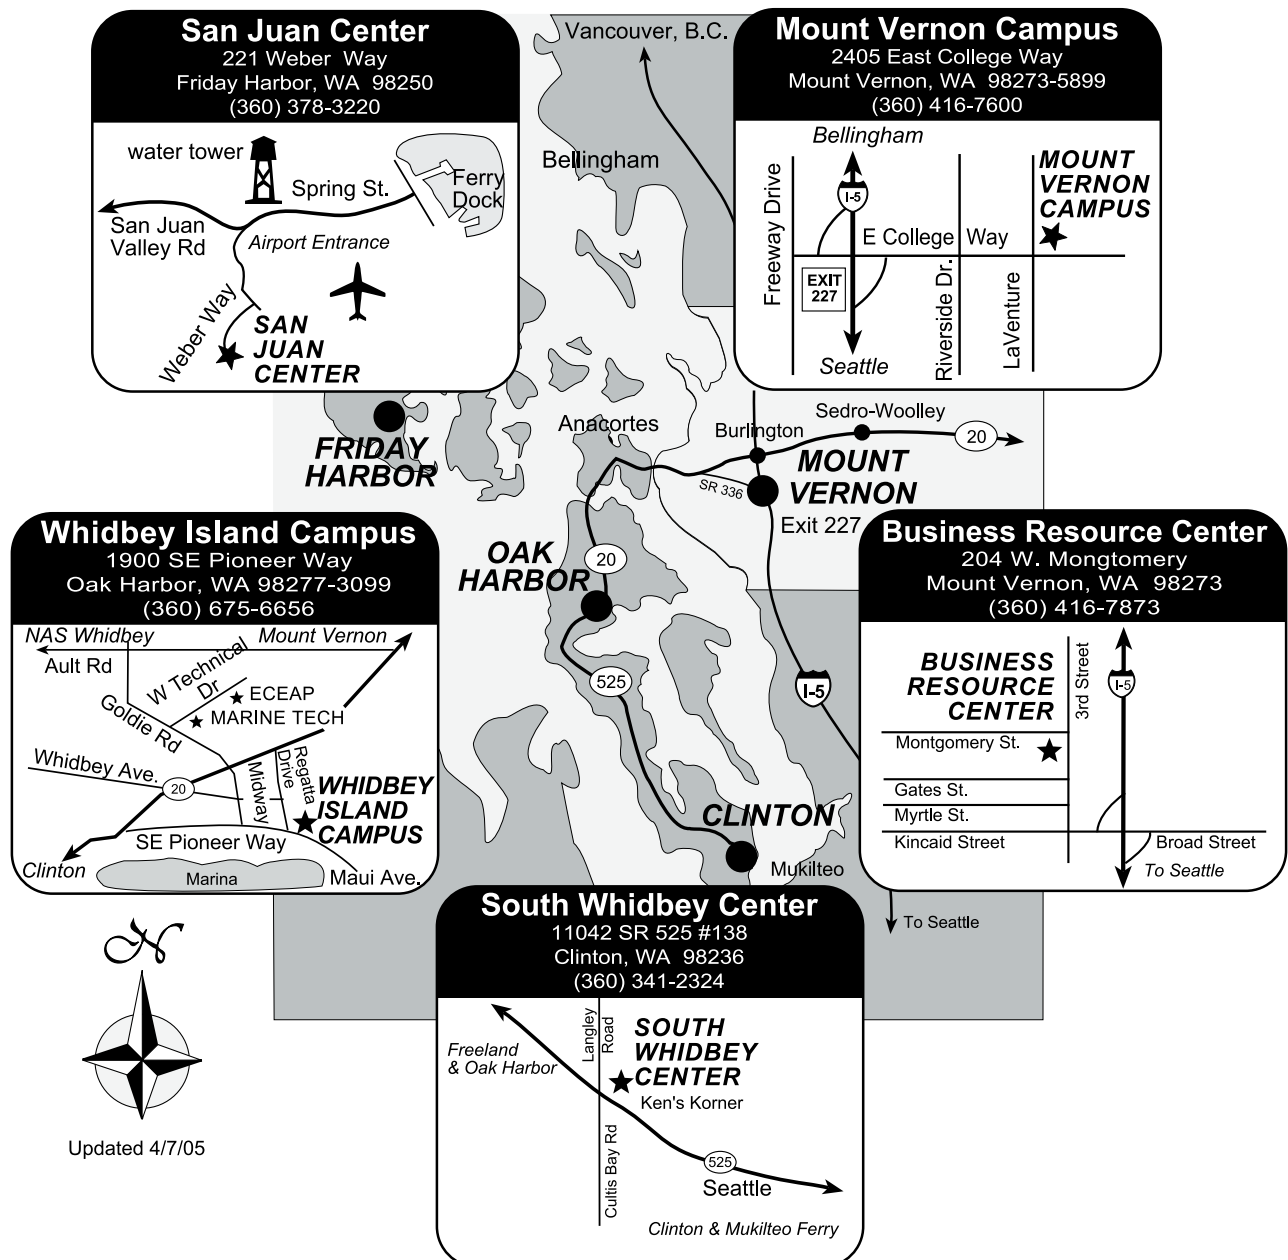 San Juan Center
221 Weber Way
Friday Harbor, WA 98250
(360) 378-3220
water tower
Spring St.
Ferry
Dock
San Juan
Valley Rd
Airport Entrance
Weber Way
SAN
JUAN
CENTER
Vancouver, B.C.
Bellingham
Mount Vernon Campus
2405 East College Way
Mount Vernon, WA 98273-5899
(360) 416-7600
Bellingham
Freeway Drive
I-5
E College Way
EXIT
227
Riverside Dr.
LaVenture
MOUNT
VERNON
CAMPUS
Seattle
FRIDAY
HARBOR
Anacortes
Burlington
Sedro-Woolley
20
SR 336
MOUNT
VERNON
Exit 227
OAK
HARBOR
20
525
I-5
CLINTON
Mukilteo
To Seattle
Whidbey Island Campus
1900 SE Pioneer Way
Oak Harbor, WA 98277-3099
(360) 675-6656
NAS Whidbey
Mount Vernon
Ault Rd
W Technical
Dr
ECEAP
MARINE TECH
Goldie Rd
Whidbey Ave.
20
Midway
Regatta
Drive
WHIDBEY
ISLAND
CAMPUS
SE Pioneer Way
Clinton
Marina
Maui Ave.
Business Resource Center
204 W. Mongtomery
Mount Vernon, WA 98273
(360) 416-7873
BUSINESS
RESOURCE
CENTER
3rd Street
I-5
Montgomery St.
Gates St.
Myrtle St.
Kincaid Street
Broad Street
To Seattle
South Whidbey Center
11042 SR 525 #138
Clinton, WA 98236
(360) 341-2324
Freeland
& Oak Harbor
Langley
Road
SOUTH
WHIDBEY
CENTER
Ken's Korner
Cultis Bay Rd
525
Seattle
Clinton & Mukilteo Ferry
N
Updated 4/7/05